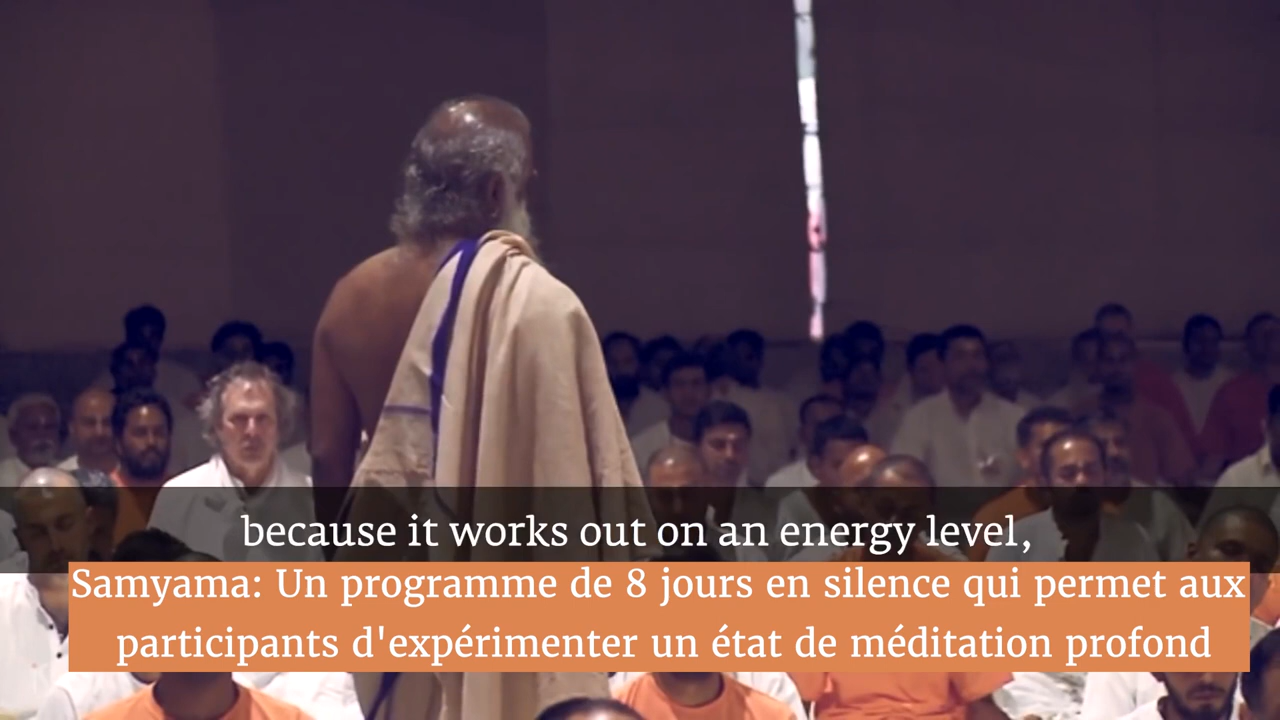 because it works out on an energy level,
Samyama: Un programme de 8 jours en silence qui permet aux
participants d'expérimenter un état de méditation profond